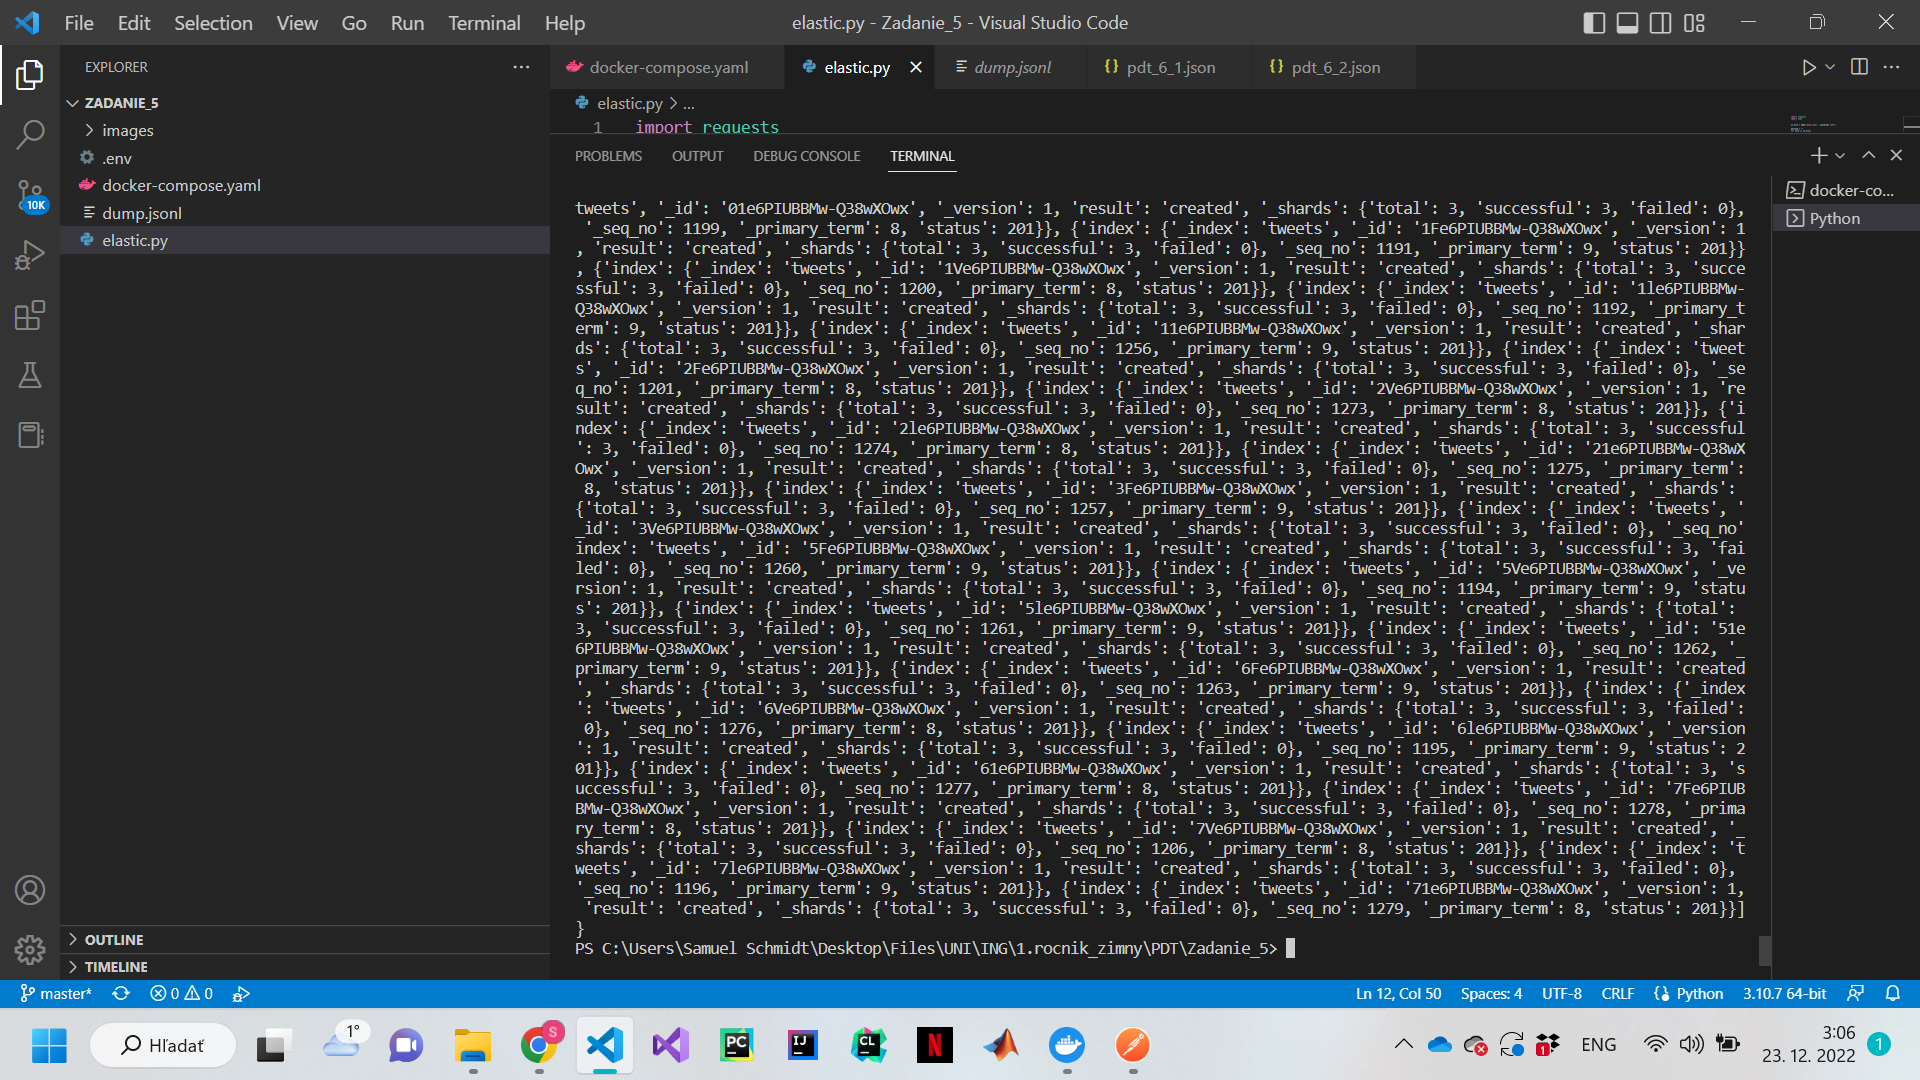 File Edit Selection View Go Run Terminal Help
elastic.py - Zadanie_5 - Visual Studio Code
EXPLORER
ZADANIE_5
images
.env
docker-compose.yaml
dump.jsonl
elastic.py
OUTLINE
TIMELINE
10K
docker-compose.yaml elastic.py dump.jsonl pdt_6_1.json pdt_6_2.json
elastic.py > ...
1 import requests
PROBLEMS OUTPUT DEBUG CONSOLE TERMINAL
docker-co...
Python
tweets', '_id': '01e6PIUBBMw-Q38wXOwx', '_version': 1, 'result': 'created', '_shards': {'total': 3, 'successful': 3, 'failed': 0},
'_seq_no': 1199, '_primary_term': 8, 'status': 201}}, {'index': {'_index': 'tweets', '_id': '1Fe6PIUBBMw-Q38wXOwx', '_version': 1
, 'result': 'created', '_shards': {'total': 3, 'successful': 3, 'failed': 0}, '_seq_no': 1191, '_primary_term': 9, 'status': 201}}
, {'index': {'_index': 'tweets', '_id': '1Ve6PIUBBMw-Q38wXOwx', '_version': 1, 'result': 'created', '_shards': {'total': 3, 'succe
ssful': 3, 'failed': 0}, '_seq_no': 1200, '_primary_term': 8, 'status': 201}}, {'index': {'_index': 'tweets', '_id': '1le6PIUBBMw-
Q38wXOwx', '_version': 1, 'result': 'created', '_shards': {'total': 3, 'successful': 3, 'failed': 0}, '_seq_no': 1192, '_primary_t
erm': 9, 'status': 201}}, {'index': {'_index': 'tweets', '_id': '11e6PIUBBMw-Q38wXOwx', '_version': 1, 'result': 'created', '_shar
ds': {'total': 3, 'successful': 3, 'failed': 0}, '_seq_no': 1256, '_primary_term': 9, 'status': 201}}, {'index': {'_index': 'tweet
s', '_id': '2Fe6PIUBBMw-Q38wXOwx', '_version': 1, 'result': 'created', '_shards': {'total': 3, 'successful': 3, 'failed': 0}, '_se
q_no': 1201, '_primary_term': 8, 'status': 201}}, {'index': {'_index': 'tweets', '_id': '2Ve6PIUBBMw-Q38wXOwx', '_version': 1, 're
sult': 'created', '_shards': {'total': 3, 'successful': 3, 'failed': 0}, '_seq_no': 1273, '_primary_term': 8, 'status': 201}}, {'i
ndex': {'_index': 'tweets', '_id': '2le6PIUBBMw-Q38wXOwx', '_version': 1, 'result': 'created', '_shards': {'total': 3, 'successful
': 3, 'failed': 0}, '_seq_no': 1274, '_primary_term': 8, 'status': 201}}, {'index': {'_index': 'tweets', '_id': '21e6PIUBBMw-Q38wX
Owx', '_version': 1, 'result': 'created', '_shards': {'total': 3, 'successful': 3, 'failed': 0}, '_seq_no': 1275, '_primary_term':
8, 'status': 201}}, {'index': {'_index': 'tweets', '_id': '3Fe6PIUBBMw-Q38wXOwx', '_version': 1, 'result': 'created', '_shards':
{'total': 3, 'successful': 3, 'failed': 0}, '_seq_no': 1257, '_primary_term': 9, 'status': 201}}, {'index': {'_index': 'tweets', '
_id': '3Ve6PIUBBMw-Q38wXOwx', '_version': 1, 'result': 'created', '_shards': {'total': 3, 'successful': 3, 'failed': 0}, '_seq_no'
index': 'tweets', '_id': '5Fe6PIUBBMw-Q38wXOwx', '_version': 1, 'result': 'created', '_shards': {'total': 3, 'successful': 3, 'fai
led': 0}, '_seq_no': 1260, '_primary_term': 9, 'status': 201}}, {'index': {'_index': 'tweets', '_id': '5Ve6PIUBBMw-Q38wXOwx', '_ve
rsion': 1, 'result': 'created', '_shards': {'total': 3, 'successful': 3, 'failed': 0}, '_seq_no': 1194, '_primary_term': 9, 'statu
s': 201}}, {'index': {'_index': 'tweets', '_id': '5le6PIUBBMw-Q38wXOwx', '_version': 1, 'result': 'created', '_shards': {'total':
3, 'successful': 3, 'failed': 0}, '_seq_no': 1261, '_primary_term': 9, 'status': 201}}, {'index': {'_index': 'tweets', '_id': '51e
6PIUBBMw-Q38wXOwx', '_version': 1, 'result': 'created', '_shards': {'total': 3, 'successful': 3, 'failed': 0}, '_seq_no': 1262, '_
primary_term': 9, 'status': 201}}, {'index': {'_index': 'tweets', '_id': '6Fe6PIUBBMw-Q38wXOwx', '_version': 1, 'result': 'created
', '_shards': {'total': 3, 'successful': 3, 'failed': 0}, '_seq_no': 1263, '_primary_term': 9, 'status': 201}}, {'index': {'_index
': 'tweets', '_id': '6Ve6PIUBBMw-Q38wXOwx', '_version': 1, 'result': 'created', '_shards': {'total': 3, 'successful': 3, 'failed':
0}, '_seq_no': 1276, '_primary_term': 8, 'status': 201}}, {'index': {'_index': 'tweets', '_id': '6le6PIUBBMw-Q38wXOwx', '_version
': 1, 'result': 'created', '_shards': {'total': 3, 'successful': 3, 'failed': 0}, '_seq_no': 1195, '_primary_term': 9, 'status': 2
01}}, {'index': {'_index': 'tweets', '_id': '61e6PIUBBMw-Q38wXOwx', '_version': 1, 'result': 'created', '_shards': {'total': 3, 's
uccessful': 3, 'failed': 0}, '_seq_no': 1277, '_primary_term': 8, 'status': 201}}, {'index': {'_index': 'tweets', '_id': '7Fe6PIUB
BMw-Q38wXOwx', '_version': 1, 'result': 'created', '_shards': {'total': 3, 'successful': 3, 'failed': 0}, '_seq_no': 1278, '_prima
ry_term': 8, 'status': 201}}, {'index': {'_index': 'tweets', '_id': '7Ve6PIUBBMw-Q38wXOwx', '_version': 1, 'result': 'created', '_
shards': {'total': 3, 'successful': 3, 'failed': 0}, '_seq_no': 1206, '_primary_term': 8, 'status': 201}}, {'index': {'_index': 't
weets', '_id': '7le6PIUBBMw-Q38wXOwx', '_version': 1, 'result': 'created', '_shards': {'total': 3, 'successful': 3, 'failed': 0},
'_seq_no': 1196, '_primary_term': 9, 'status': 201}}, {'index': {'_index': 'tweets', '_id': '71e6PIUBBMw-Q38wXOwx', '_version': 1,
'result': 'created', '_shards': {'total': 3, 'successful': 3, 'failed': 0}, '_seq_no': 1279, '_primary_term': 8, 'status': 201}}]
}
PS C:\Users\Samuel Schmidt\Desktop\Files\UNI\ING\1.rocnik_zimny\PDT\Zadanie_5>
master* 0 0 Ln 12, Col 50 Spaces: 4 UTF-8 CRLF Python 3.10.7 64-bit
Hľadať 1° S PC IJ CL N 1 ENG 3:06 1
23. 12. 2022